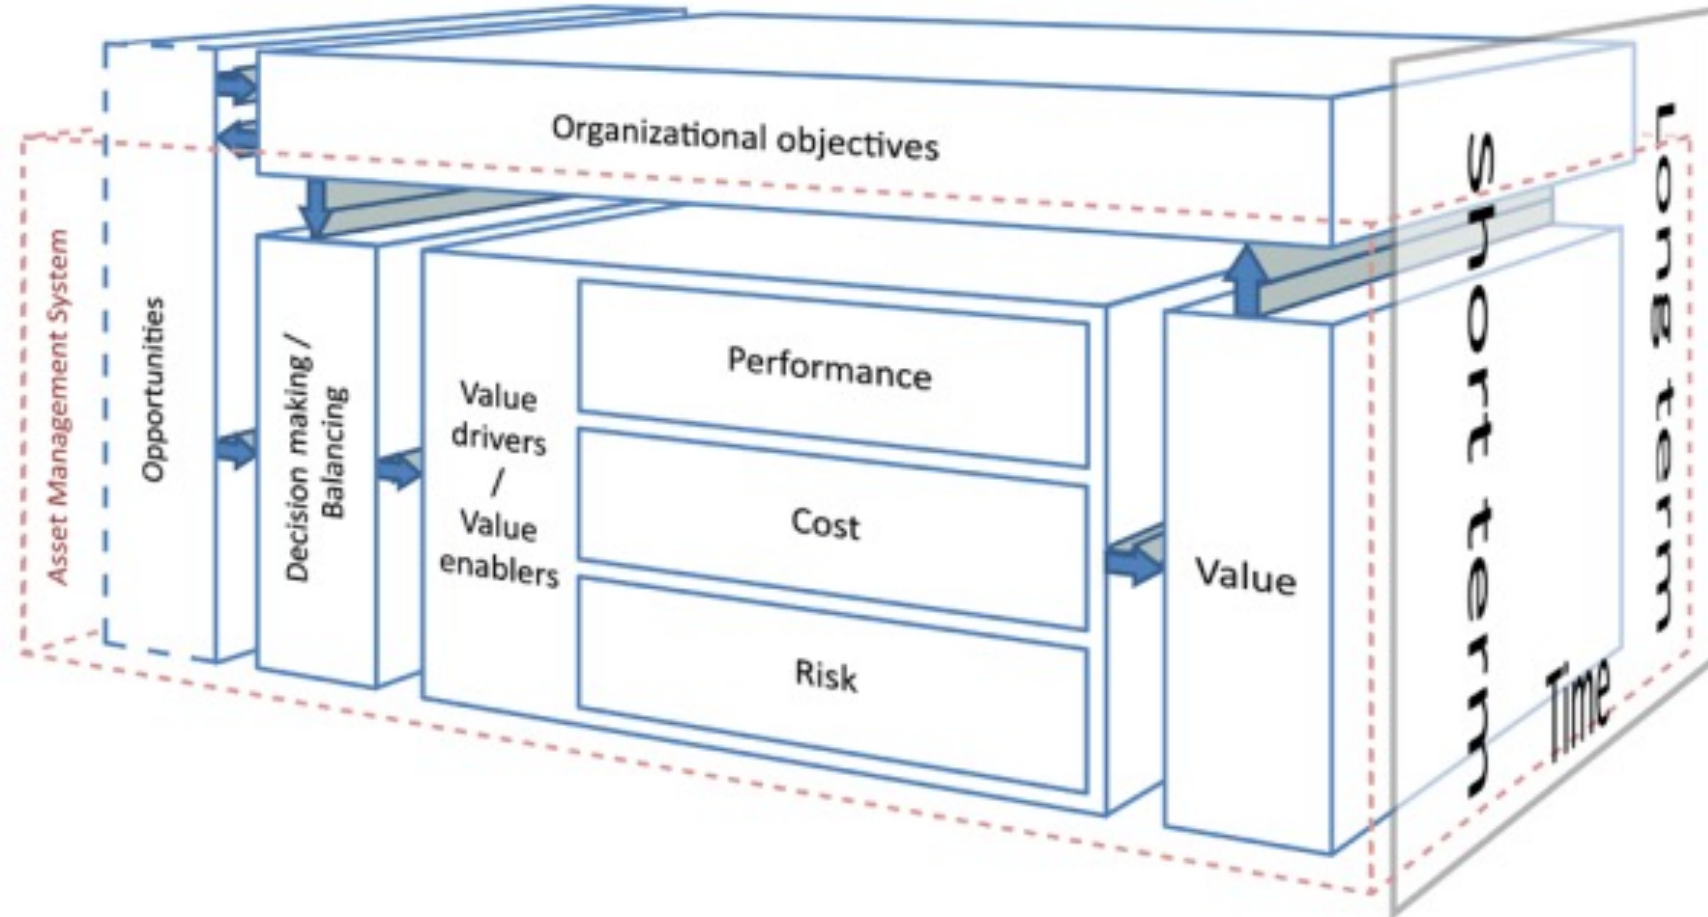 Organizational objectives
Asset Management System
Opportunities
Decision making /
Balancing
Value
drivers
/
Value
enablers
Performance
Cost
Risk
Value
Short term
Long term
Time